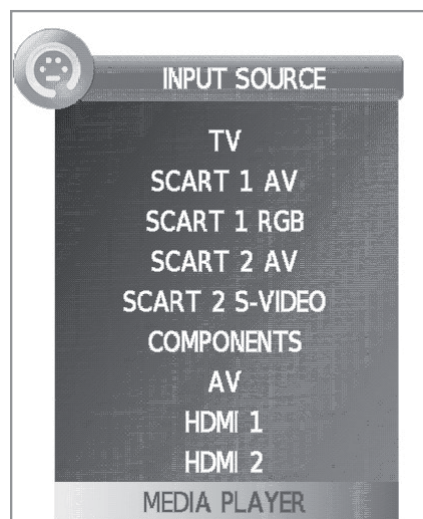 INPUT SOURCE
TV
SCART 1 AV
SCART 1 RGB
SCART 2 AV
SCART 2 S-VIDEO
COMPONENTS
AV
HDMI 1
HDMI 2
MEDIA PLAYER